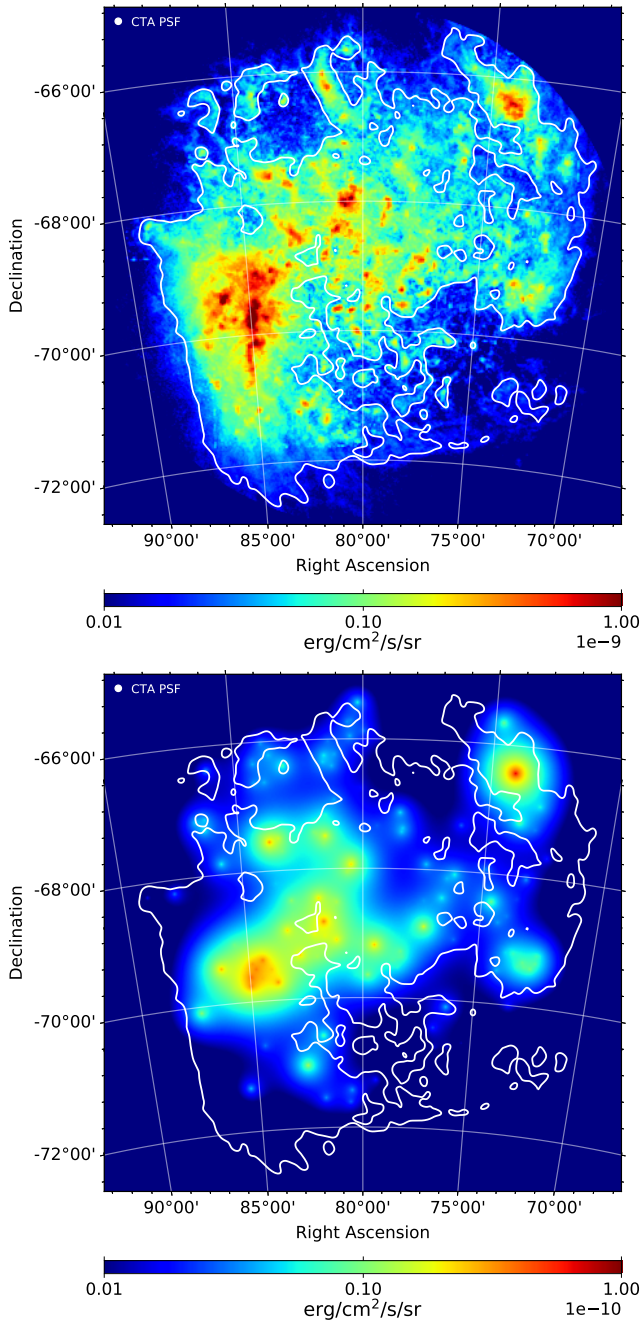 CTA PSF
-66°00'
-68°00'
-70°00'
-72°00'
Declination
90°00' 85°00' 80°00' 75°00' 70°00'
Right Ascension
0.01 0.10 1.00
erg/cm²/s/sr 1e−9
CTA PSF
-66°00'
-68°00'
-70°00'
-72°00'
Declination
90°00' 85°00' 80°00' 75°00' 70°00'
Right Ascension
0.01 0.10 1.00
erg/cm²/s/sr 1e−10